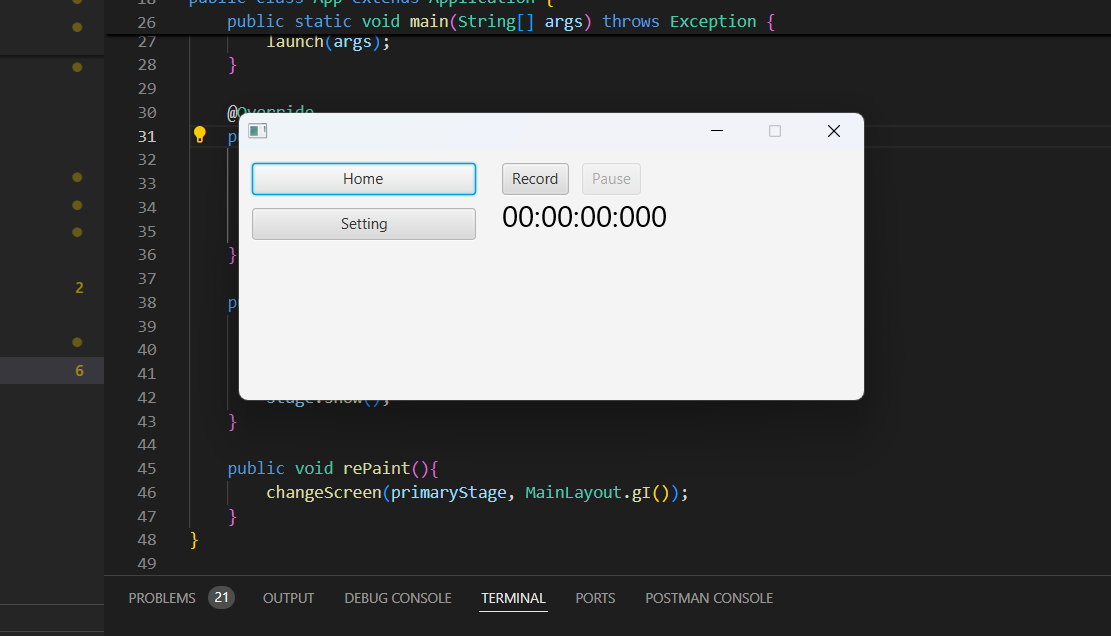 18 public class App extends Application {
26 public static void main(String[] args) throws Exception {
27 launch(args);
28 }
29
30 @Override
31 p
32
33
34
35
36 }
37
38 p
39
40
41
42 stage.show();
43 }
44
45 public void rePaint(){
46 changeScreen(primaryStage, MainLayout.gI());
47 }
48 }
49
Home
Setting
Record Pause
00:00:00:000
2
6
PROBLEMS 21 OUTPUT DEBUG CONSOLE TERMINAL PORTS POSTMAN CONSOLE